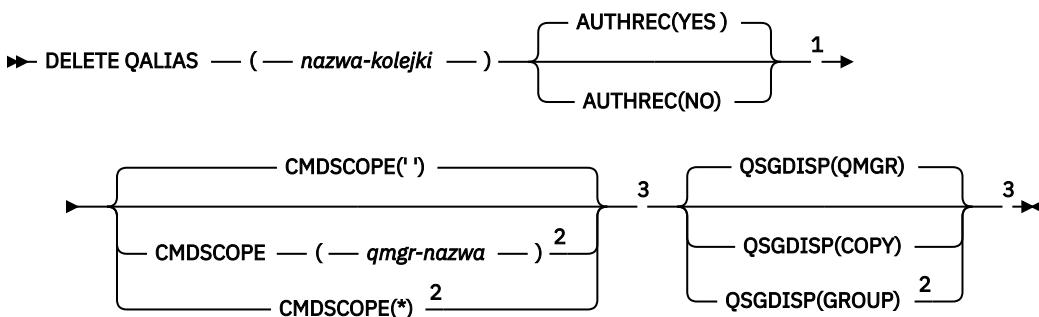 AUTHREC(YES )
DELETE QALIAS ( nazwa-kolejki ) 1
AUTHREC(NO)
CMDSCOPE(' ') QSGDISP(QMGR)
3 3
CMDSCOPE ( qmgr-nazwa ) 2 QSGDISP(COPY)
CMDSCOPE(*) 2 QSGDISP(GROUP) 2